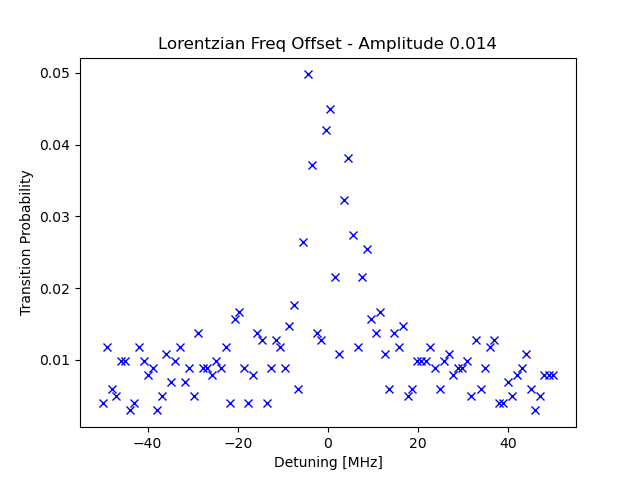 Lorentzian Freq Offset - Amplitude 0.014
0.05
0.04
0.03
0.02
0.01
Transition Probability
−40 −20 0 20 40
Detuning [MHz]